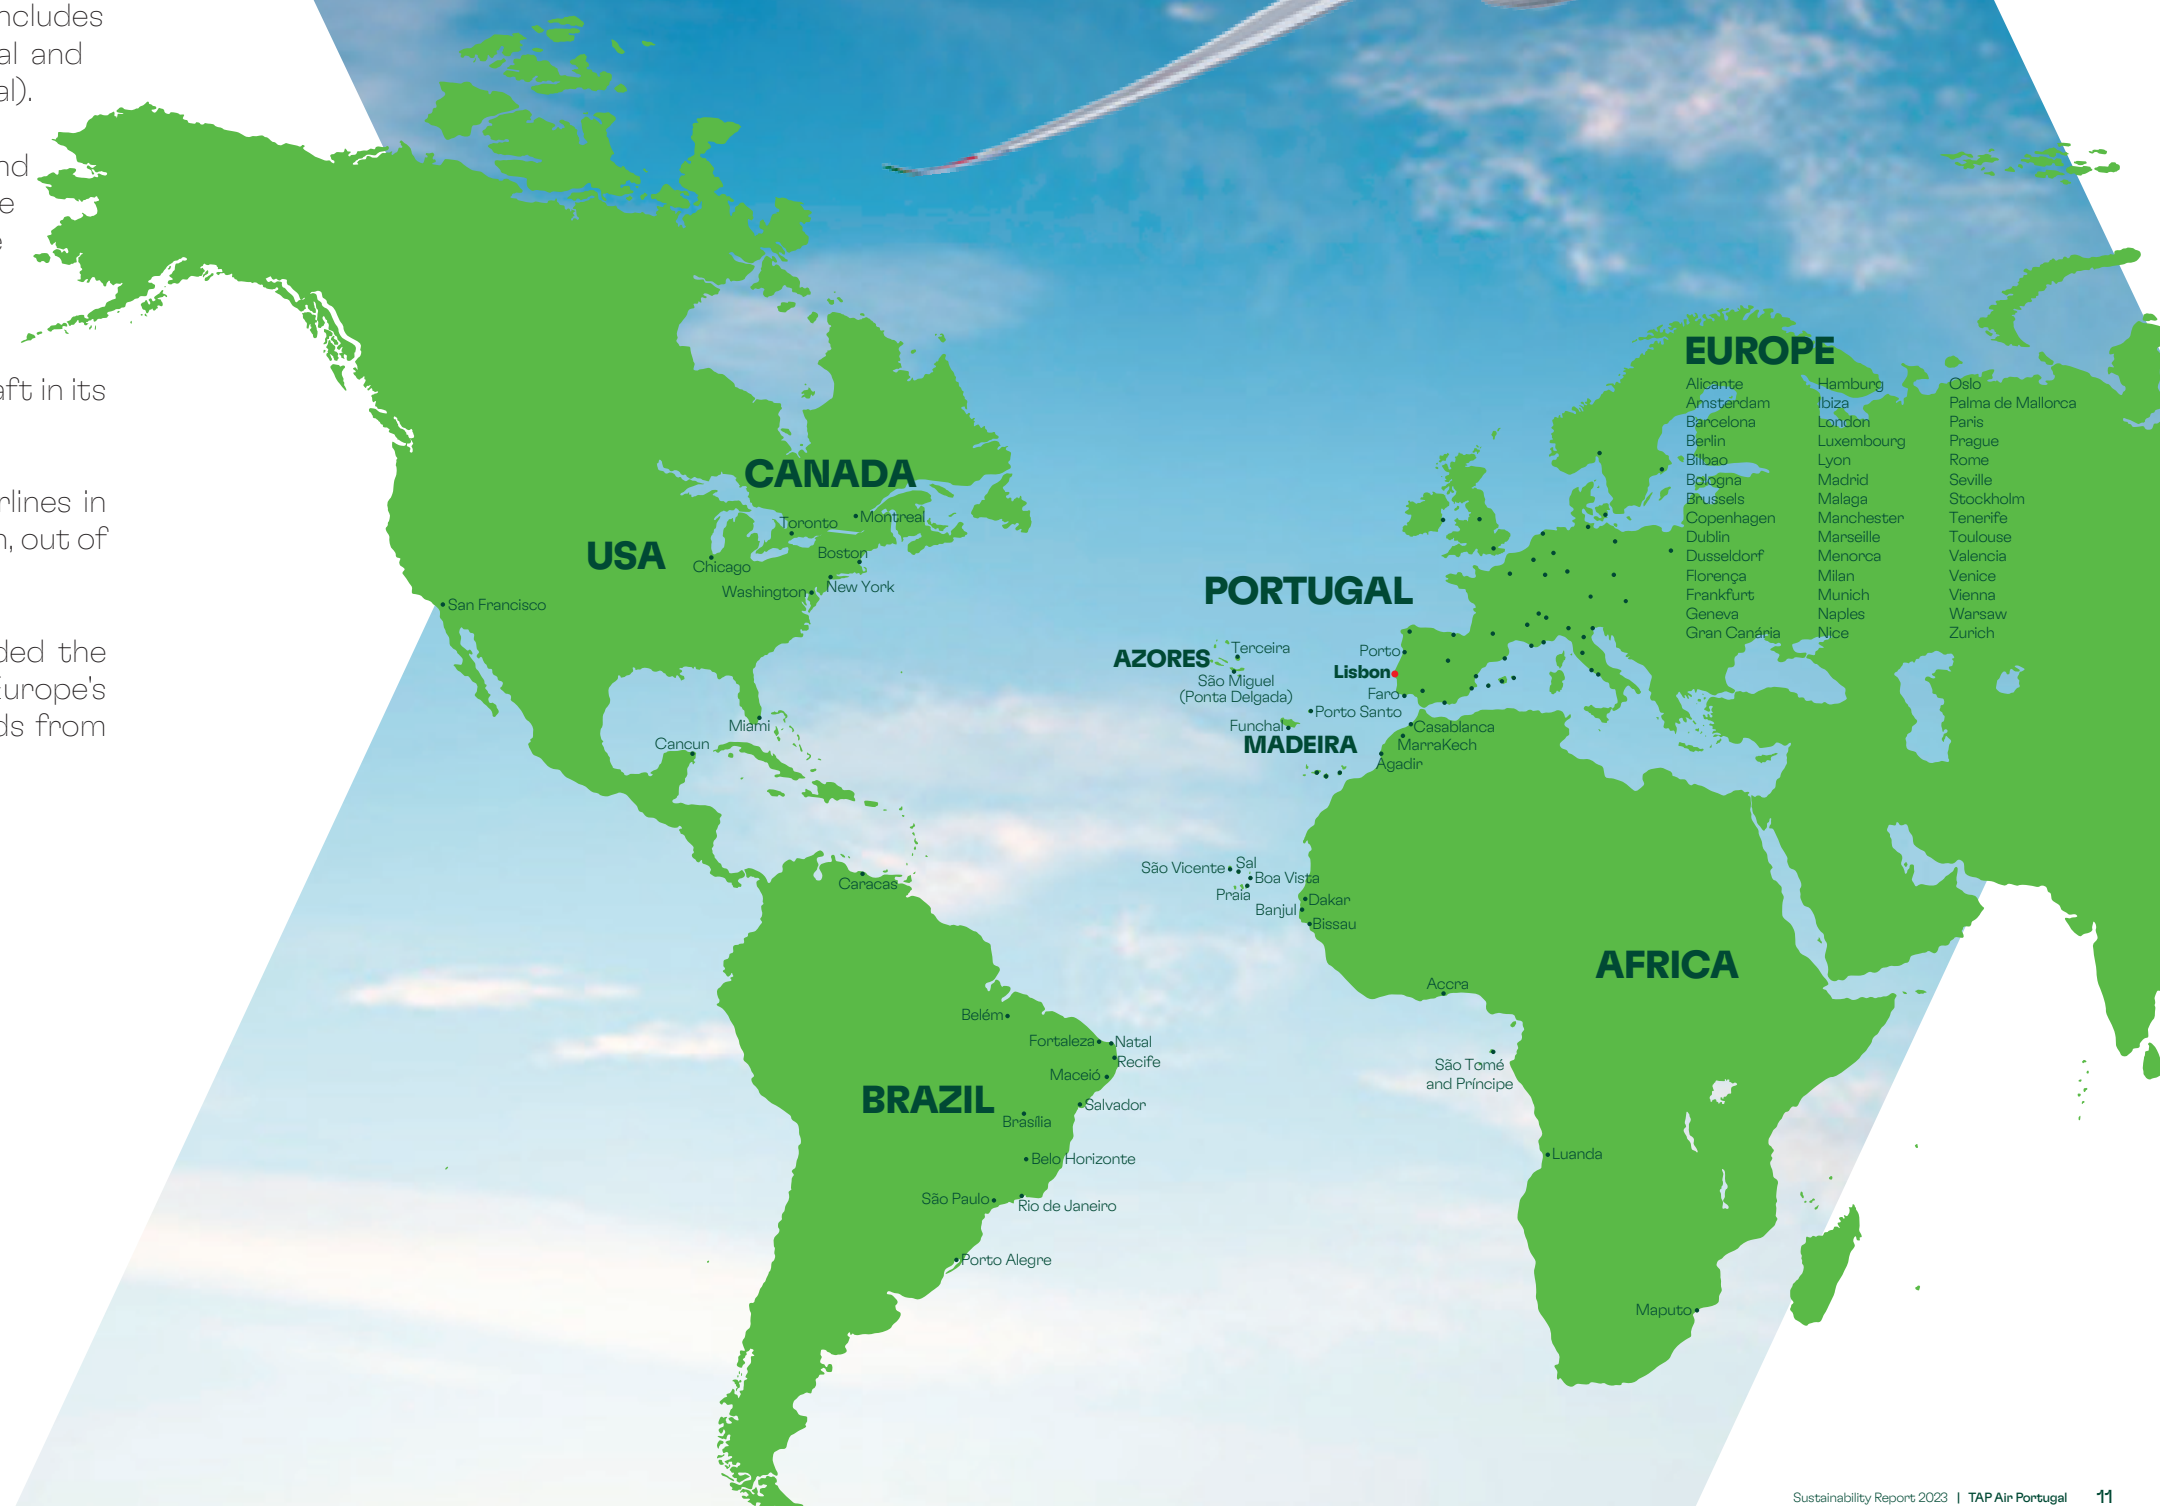 ncludes
al and
al).
nd
e
e
aft in its
rlines in
n, out of
ded the
Europe's
ds from
EUROPE
Alicante
Amsterdam
Barcelona
Berlin
Bilbao
Bologna
Brussels
Copenhagen
Dublin
Dusseldorf
Florença
Frankfurt
Geneva
Gran Canária
Hamburg
Ibiza
London
Luxembourg
Lyon
Madrid
Malaga
Manchester
Marseille
Menorca
Milan
Munich
Naples
Nice
Oslo
Palma de Mallorca
Paris
Prague
Rome
Seville
Stockholm
Tenerife
Toulouse
Valencia
Venice
Vienna
Warsaw
Zurich
CANADA
Toronto
Montreal
USA
Chicago
Boston
Washington
New York
San Francisco
Miami
Cancun
Caracas
PORTUGAL
AZORES
Terceira
São Miguel
(Ponta Delgada)
Porto
Lisbon
Faro
Porto Santo
Funchal
MADEIRA
Casablanca
MarraKech
Agadir
São Vicente
Sal
Boa Vista
Praia
Dakar
Banjul
Bissau
AFRICA
Accra
São Tomé
and Príncipe
Luanda
Maputo
BRAZIL
Belém
Fortaleza
Natal
Recife
Maceió
Salvador
Brasília
Belo Horizonte
São Paulo
Rio de Janeiro
Porto Alegre
Sustainability Report 2023 | TAP Air Portugal 11